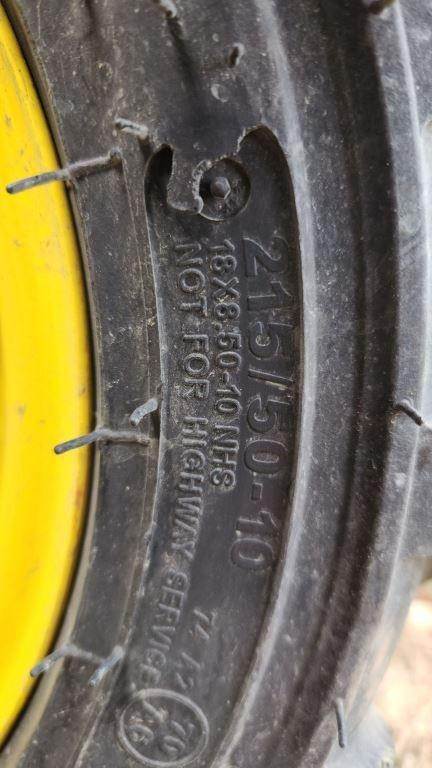 215/50-10
18X8.50-10 NHS
NOT FOR HIGHWAY SERVICE